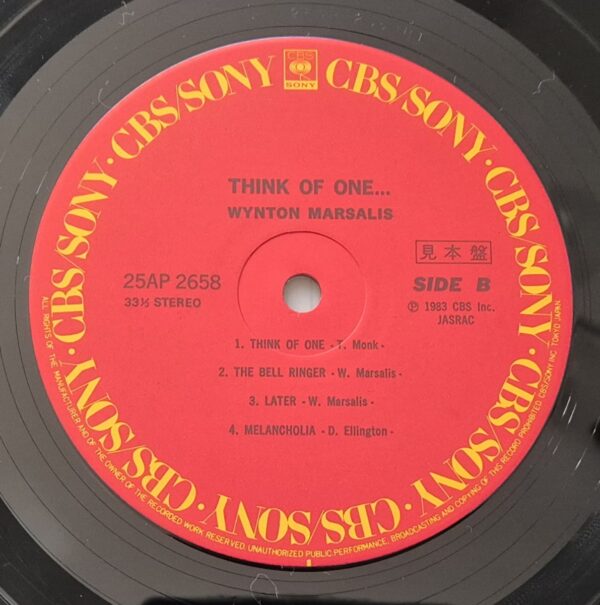 CBS
SONY
CBS/SONY · CBS/SONY · CBS/SONY · CBS/SONY · CBS/SONY · CBS/SONY · CBS/SONY · CBS/SONY
THINK OF ONE...
WYNTON MARSALIS
見本盤
25AP 2658
SIDE B
33⅓ STEREO
℗ 1983 CBS Inc.
JASRAC
1. THINK OF ONE - T. Monk -
2. THE BELL RINGER - W. Marsalis -
3. LATER - W. Marsalis -
4. MELANCHOLIA - D. Ellington -
ALL RIGHTS OF THE MANUFACTURER AND OF THE OWNER OF THE RECORDED WORK RESERVED. UNAUTHORIZED PUBLIC PERFORMANCE, BROADCASTING AND COPYING OF THIS RECORD PROHIBITED. CBS/SONY INC. TOKYO JAPAN.